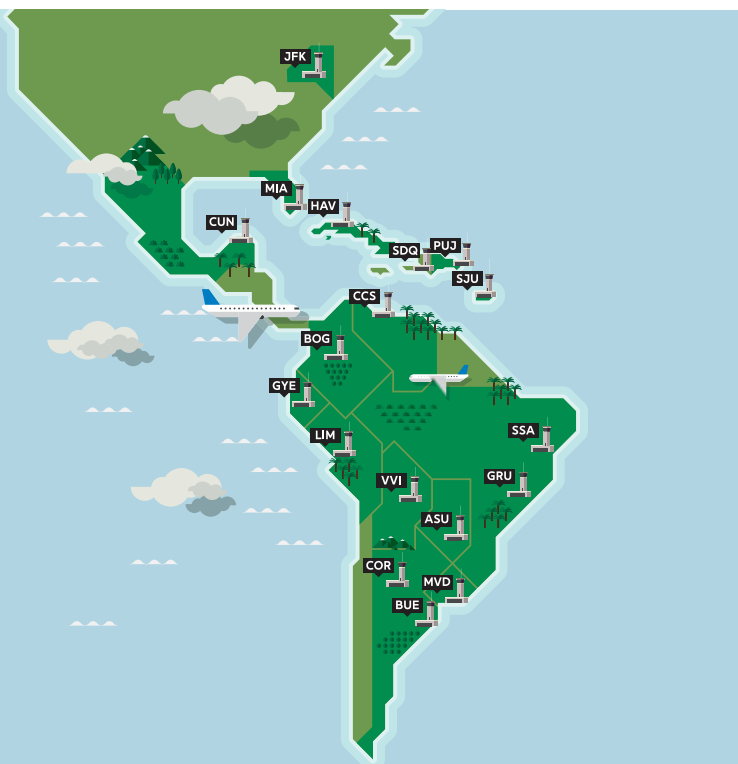 JFK
MIA
HAV
CUN
SDQ
PUJ
SJU
CCS
BOG
GYE
LIM
SSA
VVI
GRU
ASU
COR
MVD
BUE